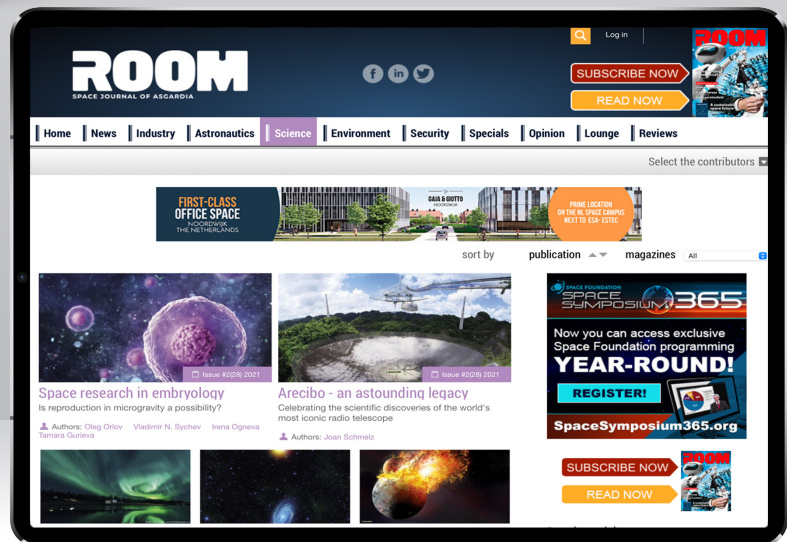 ROOM
SPACE JOURNAL OF ASGARDIA
Log in
SUBSCRIBE NOW
READ NOW
ROOM
Home News Industry Astronautics Science Environment Security Specials Opinion Lounge Reviews
Select the contributors
FIRST-CLASS
OFFICE SPACE
NOORDWIJK
THE NETHERLANDS
GAIA & GIOTTO
NOORDWIJK
PRIME LOCATION
ON THE NL SPACE CAMPUS
NEXT TO ESA-ESTEC
sort by publication magazines All
Issue #2(28) 2021
Space research in embryology
Is reproduction in microgravity a possibility?
Authors: Oleg Orlov Vladimir N. Sychev Irena Ogneva
Tamara Gurieva
Issue #2(28) 2021
Arecibo - an astounding legacy
Celebrating the scientific discoveries of the world's
most iconic radio telescope
Authors: Joan Schmelz
SPACE FOUNDATION
SPACE
SYMPOSIUM 365
Now you can access exclusive
Space Foundation programming
YEAR-ROUND!
REGISTER!
SpaceSymposium365.org
SUBSCRIBE NOW
READ NOW
ROOM